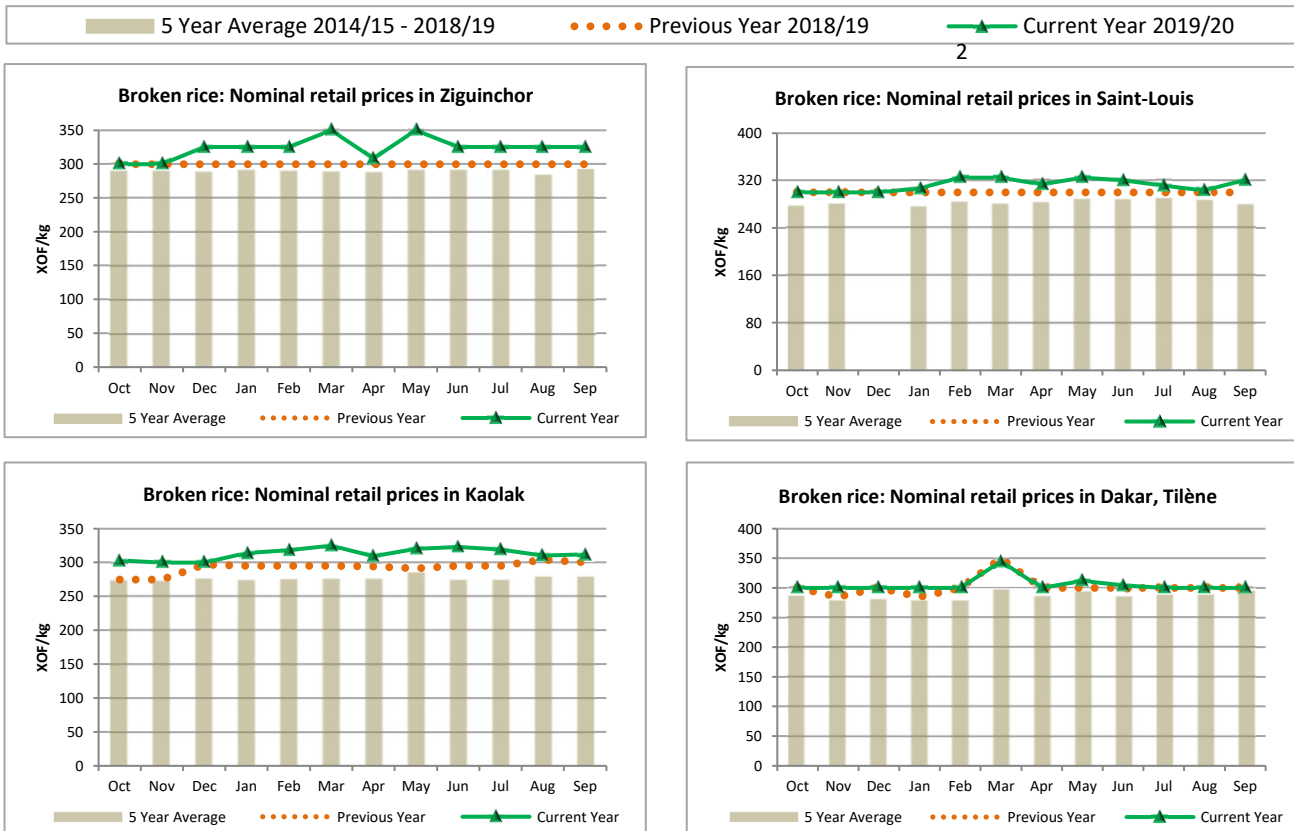 5 Year Average 2014/15 - 2018/19 Previous Year 2018/19 Current Year 2019/20
2
Broken rice: Nominal retail prices in Ziguinchor
XOF/kg
350
300
250
200
150
100
50
0
Oct Nov Dec Jan Feb Mar Apr May Jun Jul Aug Sep
5 Year Average Previous Year Current Year
Broken rice: Nominal retail prices in Saint-Louis
XOF/kg
400
320
240
160
80
0
Oct Nov Dec Jan Feb Mar Apr May Jun Jul Aug Sep
5 Year Average Previous Year Current Year
Broken rice: Nominal retail prices in Kaolak
XOF/kg
350
300
250
200
150
100
50
0
Oct Nov Dec Jan Feb Mar Apr May Jun Jul Aug Sep
5 Year Average Previous Year Current Year
Broken rice: Nominal retail prices in Dakar, Tilène
XOF/kg
400
350
300
250
200
150
100
50
0
Oct Nov Dec Jan Feb Mar Apr May Jun Jul Aug Sep
5 Year Average Previous Year Current Year